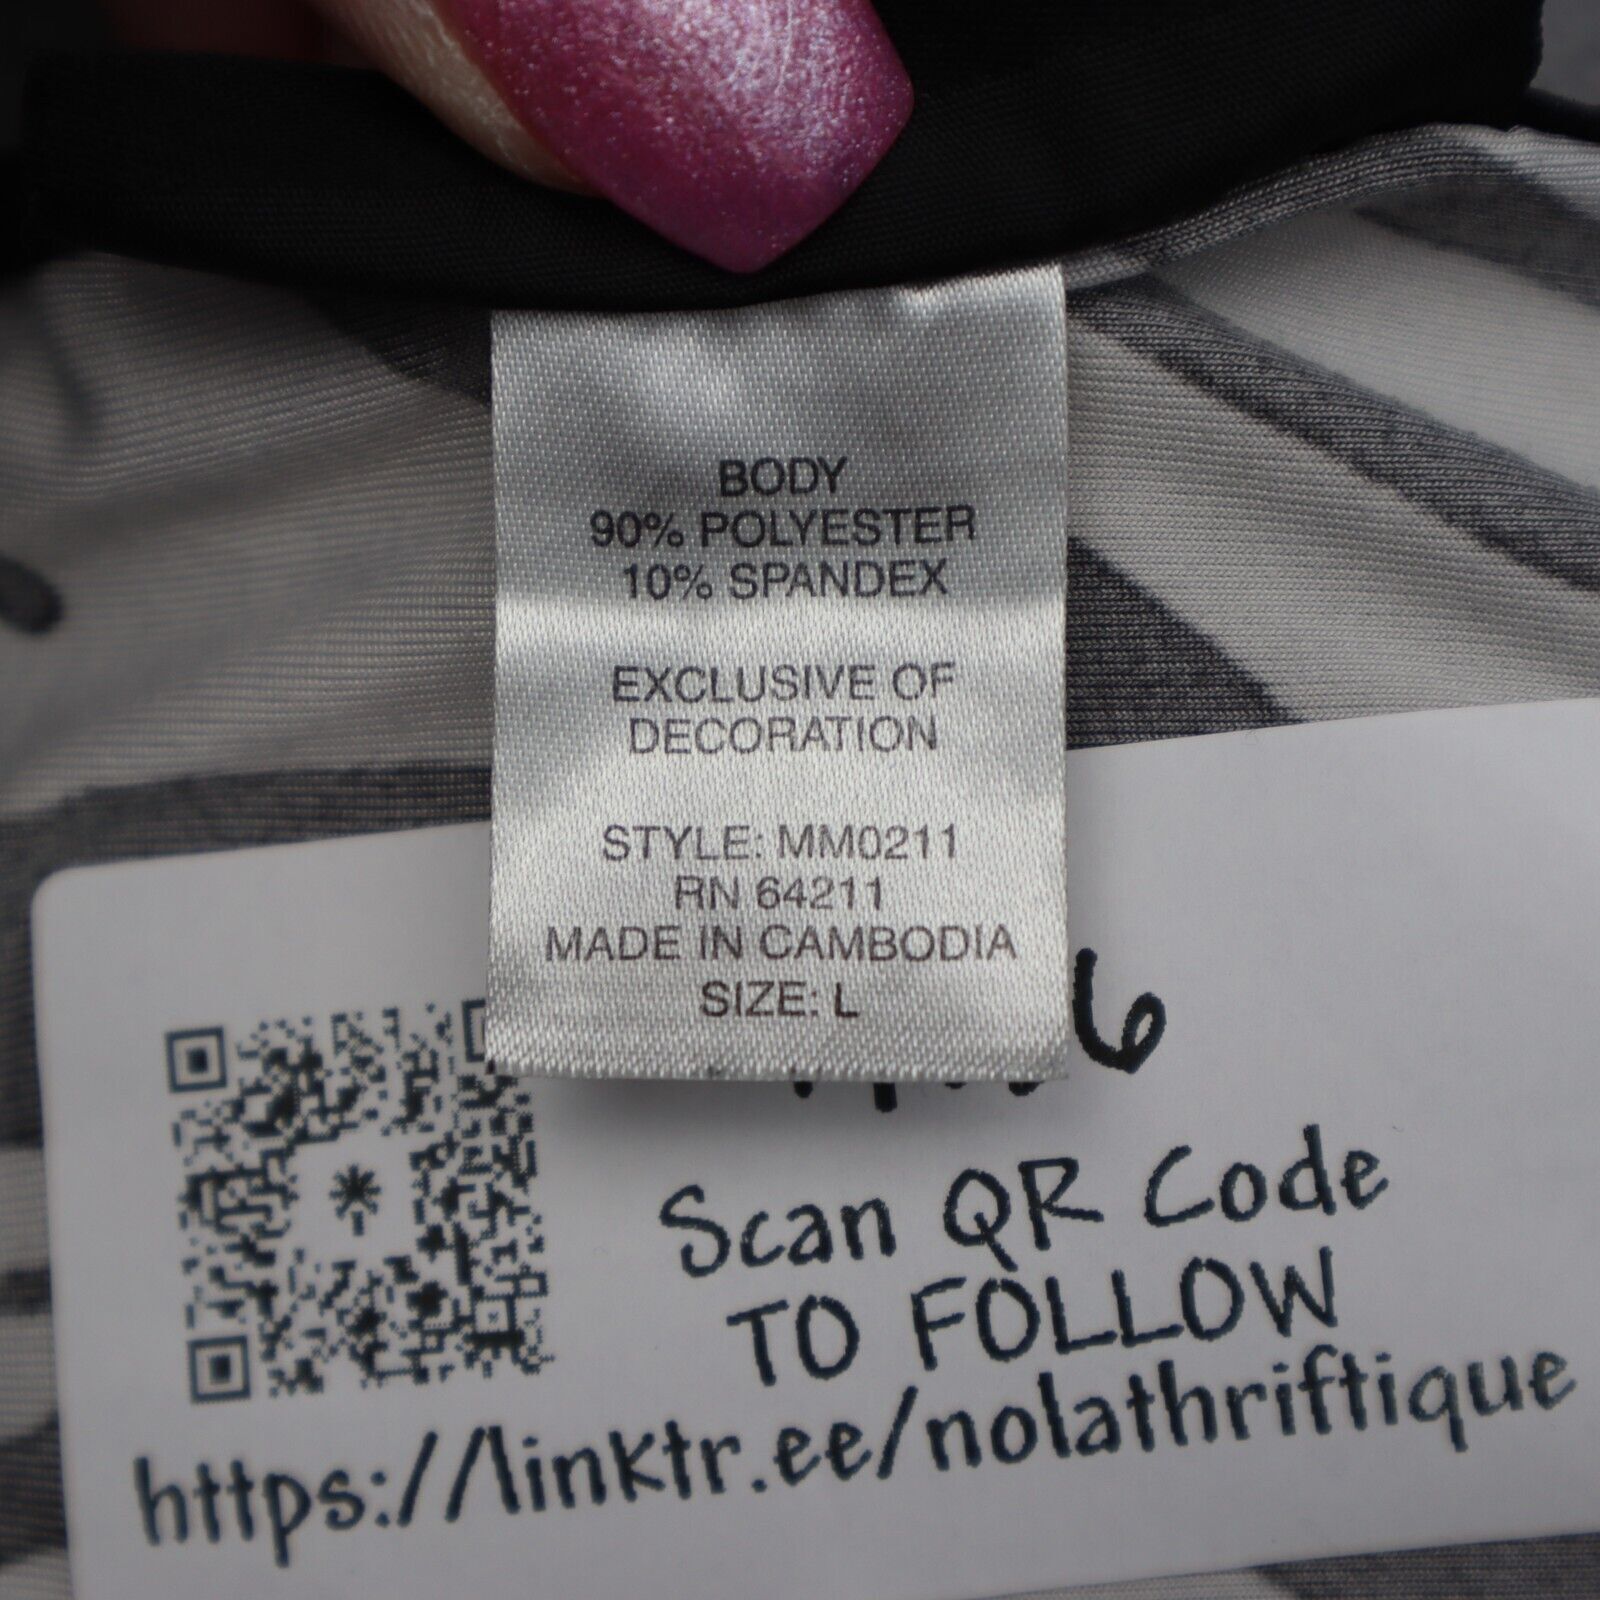 BODY
90% POLYESTER
10% SPANDEX
EXCLUSIVE OF
DECORATION
STYLE: MM0211
RN 64211
MADE IN CAMBODIA
SIZE: L
6
Scan QR Code
TO FOLLOW
https://linktr.ee/nolathriftique